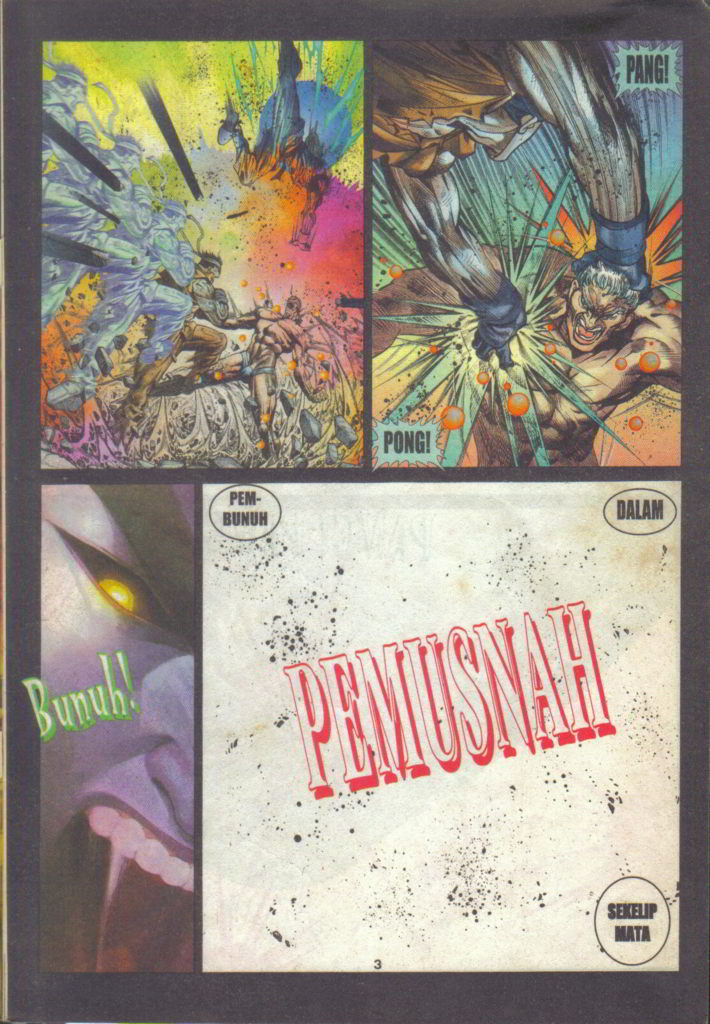 PANG!
PONG!
Bunuh!
PEM-
BUNUH
DALAM
PEMUSNAH
SEKELIP
MATA
3